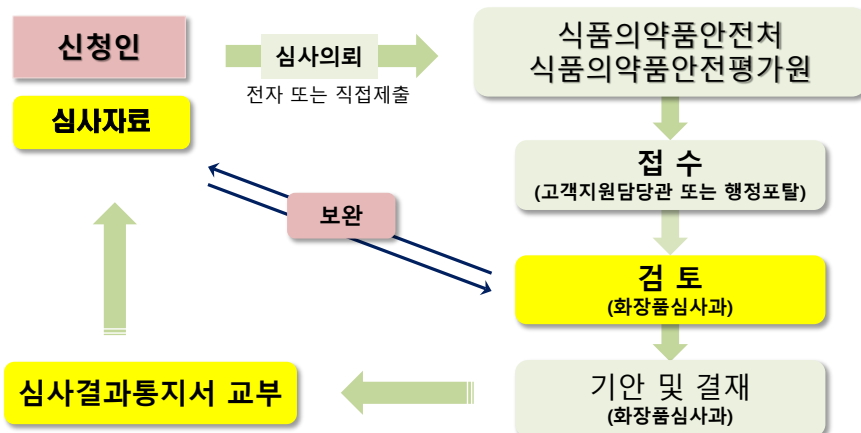 신청인
심사의뢰
식품의약품안전처
식품의약품안전평가원
전자 또는 직접제출
심사자료
접 수
(고객지원담당관 또는 행정포탈)
보완
검 토
(화장품심사과)
심사결과통지서 교부
기안 및 결재
(화장품심사과)